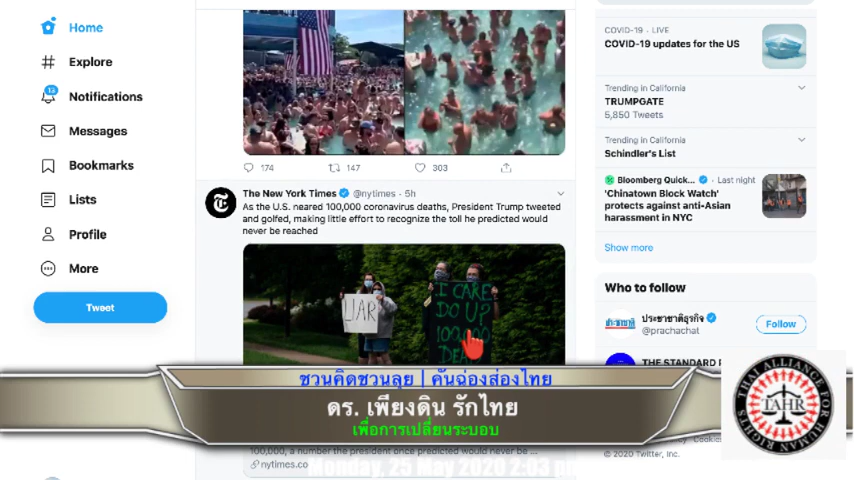 Home
Explore
Notifications
Messages
Bookmarks
Lists
Profile
More
Tweet
174
147
303
The New York Times @nytimes · 5h
As the U.S. neared 100,000 coronavirus deaths, President Trump tweeted
and golfed, making little effort to recognize the toll he predicted would
never be reached
LIAR
I CARE
DO U?
100,000
DEAD
100,000, a number the president once predicted would never be ...
nytimes.co
Monday, 25 May 2020 2:03 p
COVID-19 · LIVE
COVID-19 updates for the US
Trending in California
TRUMPGATE
5,850 Tweets
Trending in California
Schindler's List
Bloomberg Quick... · Last night
'Chinatown Block Watch'
protects against anti-Asian
harassment in NYC
Show more
Who to follow
ประชาชาติธุรกิจ
@prachachat
Follow
THE STANDARD
Cookies
© 2020 Twitter, Inc.
ชวนคิดชวนลุย | คันฉ่องส่องไทย
ดร. เพียงดิน รักไทย
เพื่อการเปลี่ยนระบอบ
THAI ALLIANCE FOR HUMAN RIGHTS
TAHR